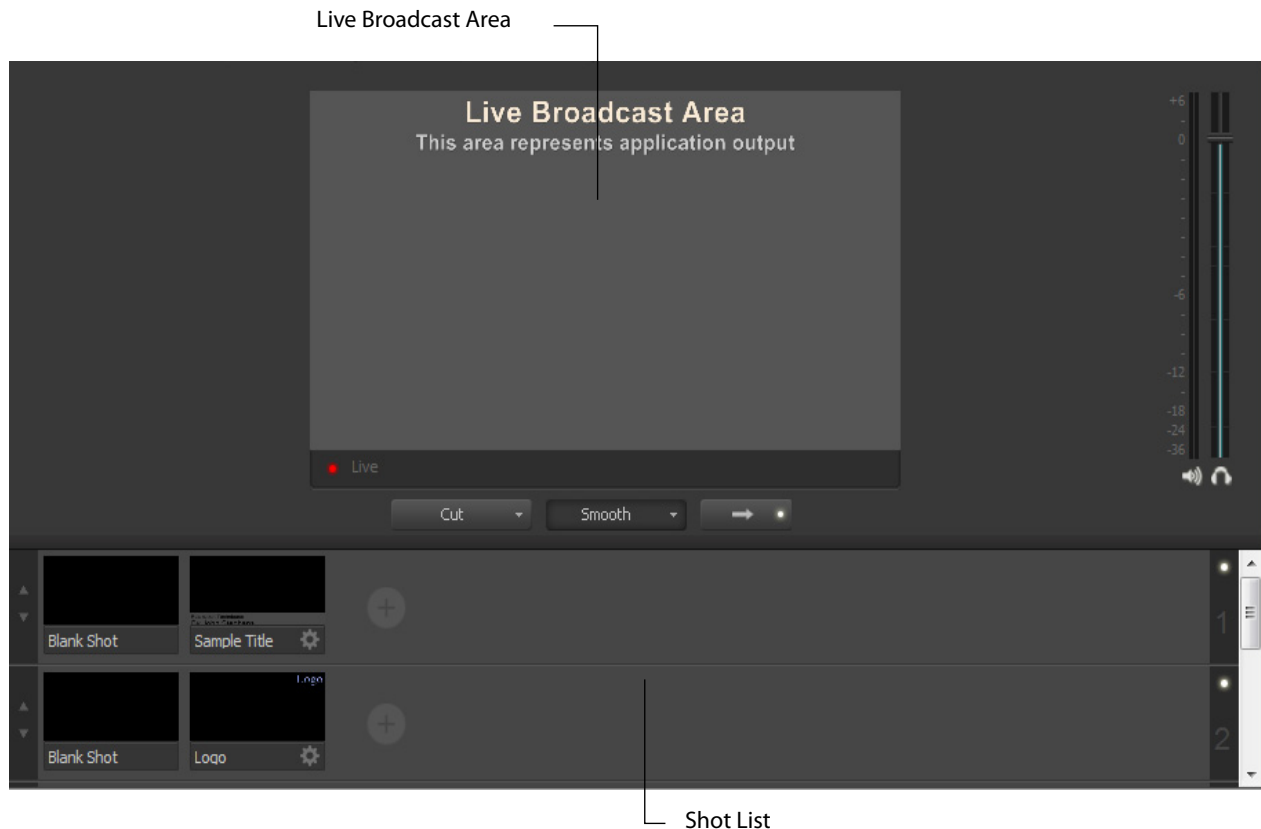 Live Broadcast Area
Live Broadcast Area
This area represents application output
+6
-
0
-
-
-
-
-
-
-
-6
-
-
-
-12
-
-18
-24
-36
Live
Cut
Smooth
1
Blank Shot
Sample Title
Logo
2
Blank Shot
Logo
Shot List